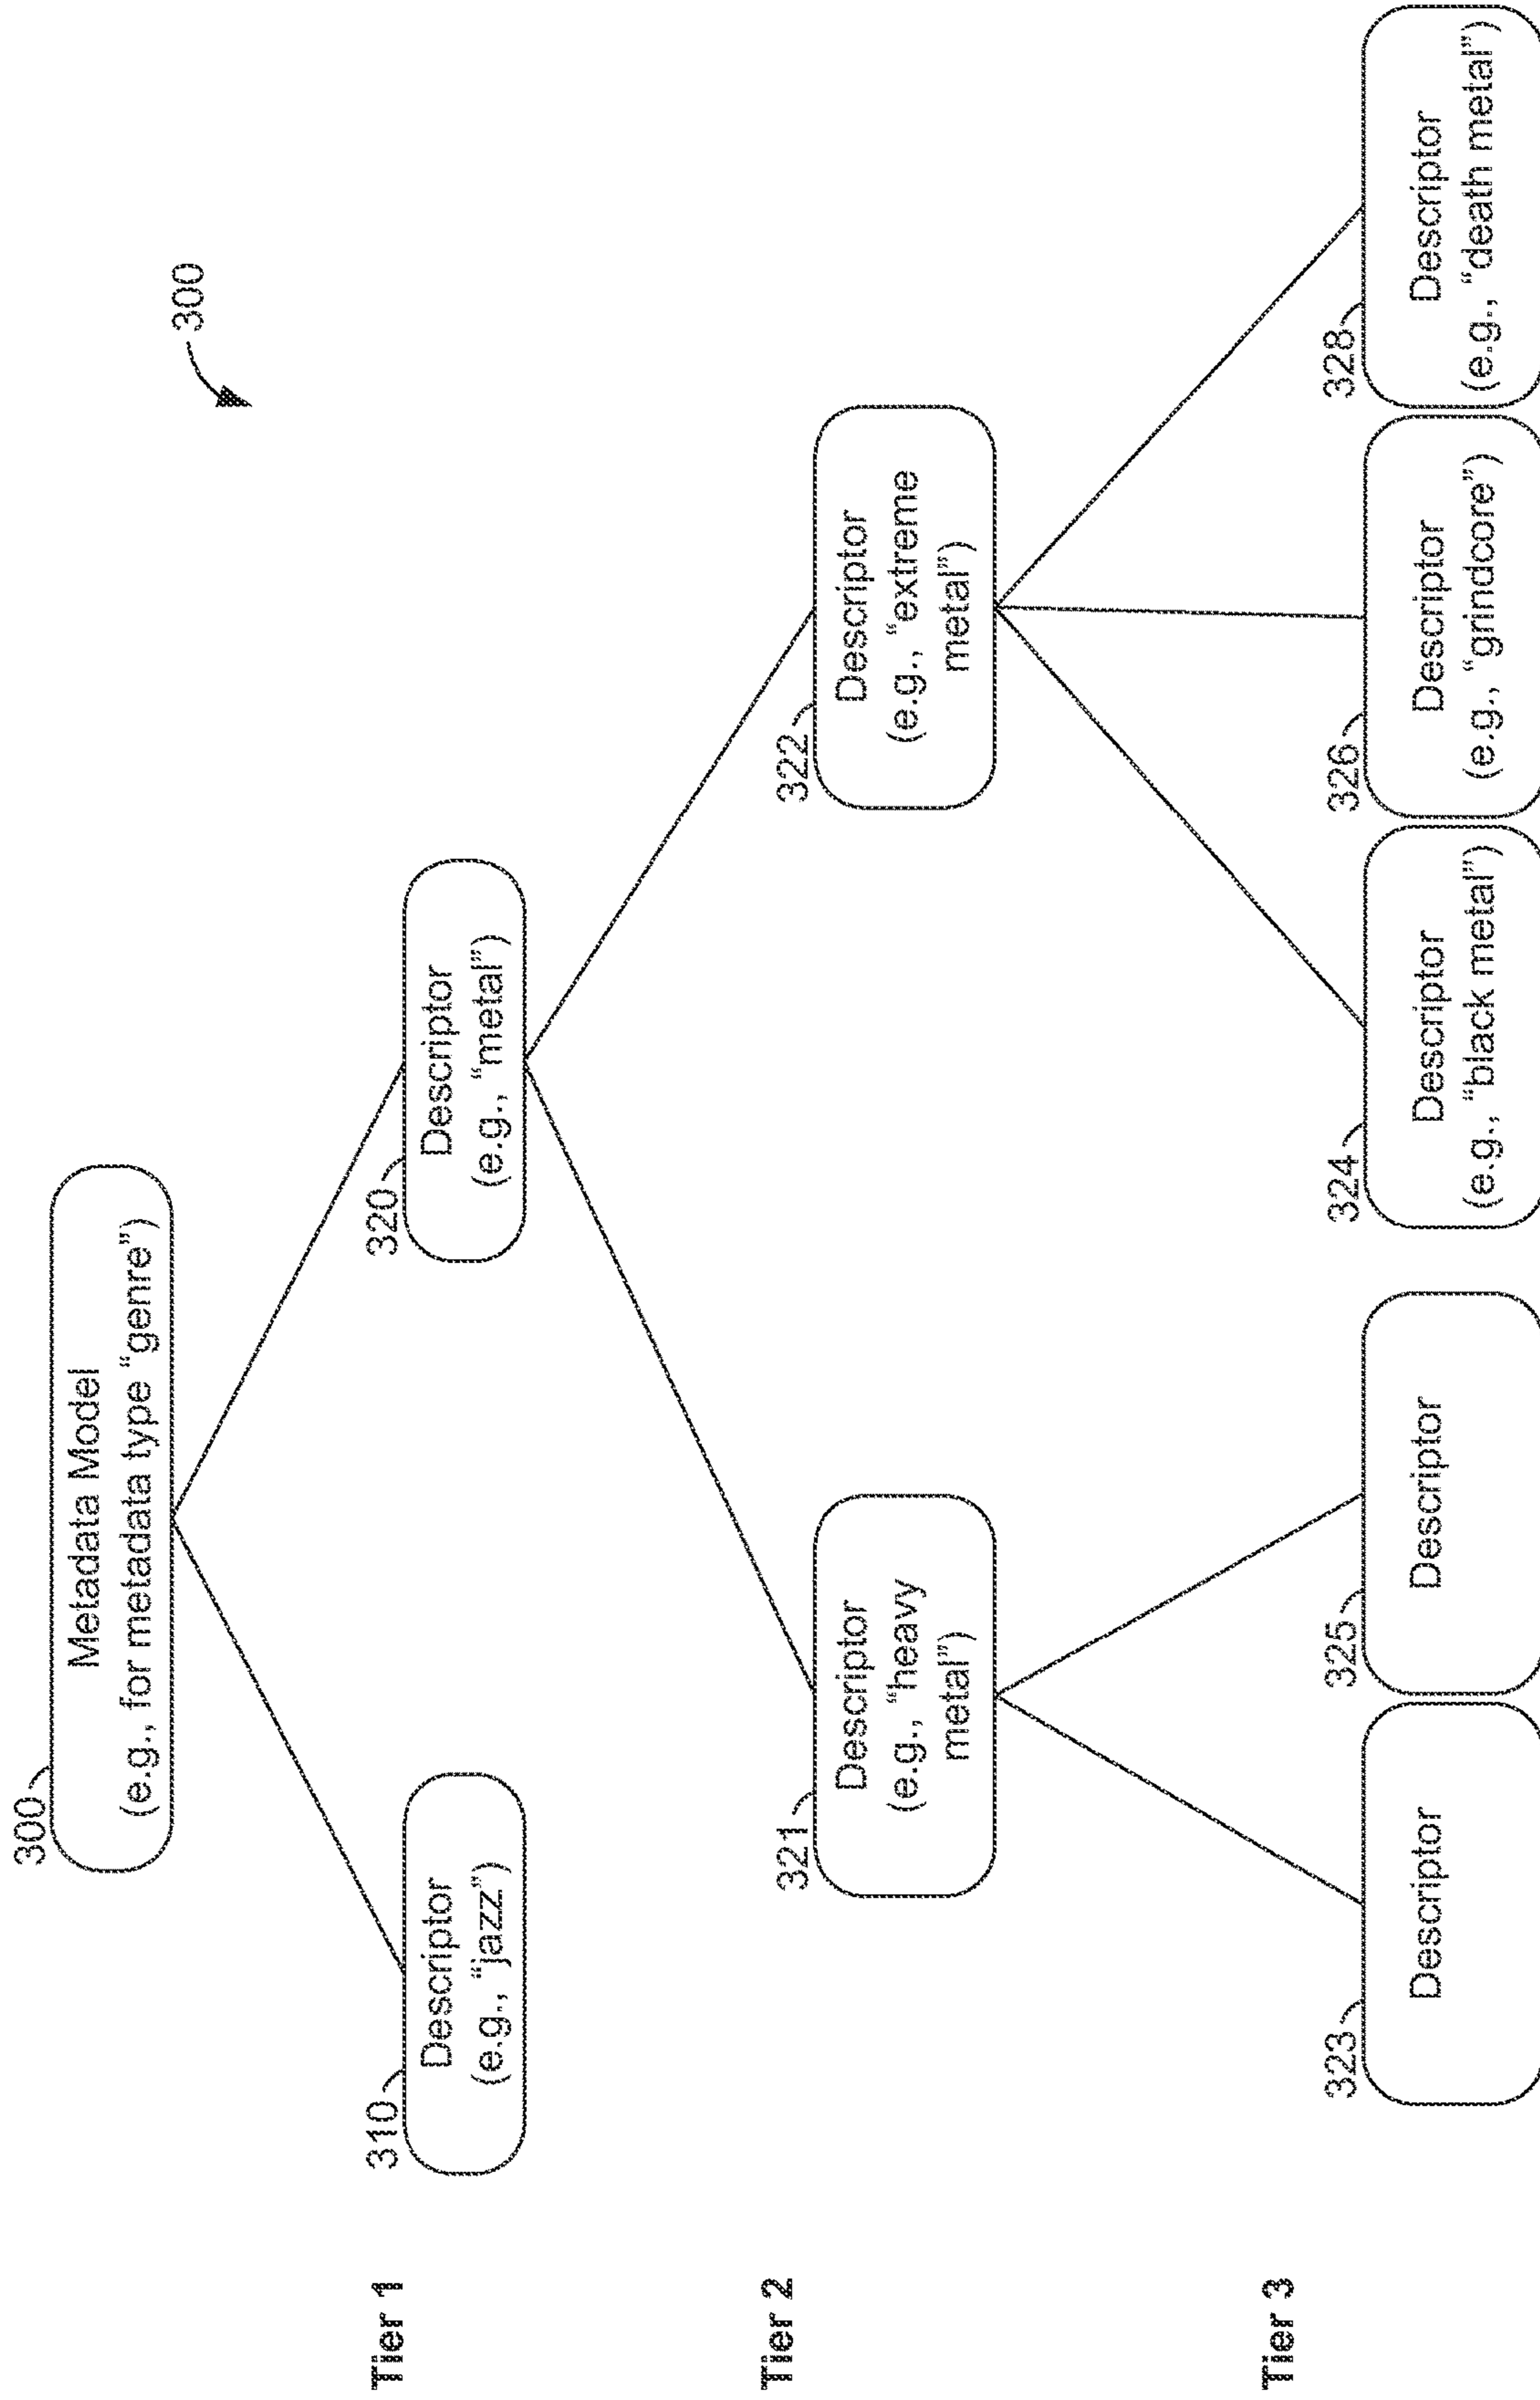 300
Metadata Model
(e.g., for metadata type “genre”)
300
Tier 1
310
Descriptor
(e.g., “jazz”)
320
Descriptor
(e.g., “metal”)
Tier 2
321
Descriptor
(e.g., “heavy
metal”)
322
Descriptor
(e.g., “extreme
metal”)
Tier 3
323
Descriptor
325
Descriptor
324
Descriptor
(e.g., “black metal”)
326
Descriptor
(e.g., “grindcore”)
328
Descriptor
(e.g., “death metal”)